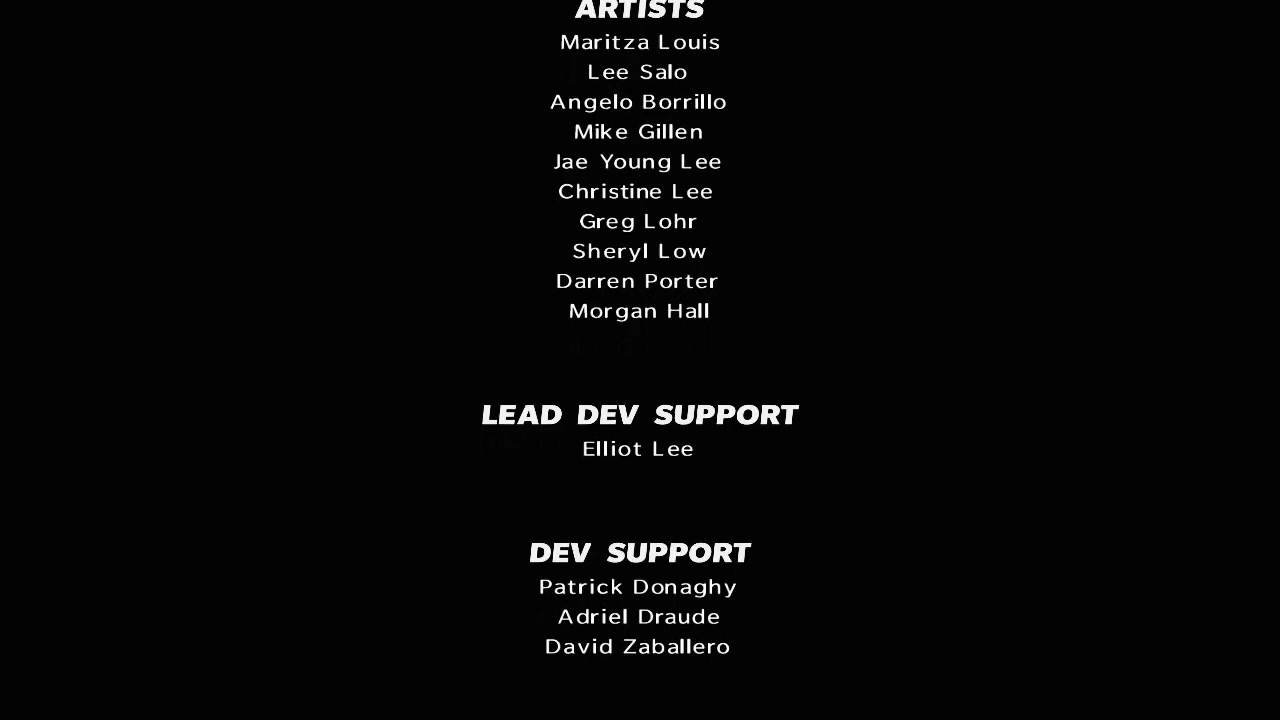 ARTISTS
Maritza Louis
Lee Salo
Angelo Borrillo
Mike Gillen
Jae Young Lee
Christine Lee
Greg Lohr
Sheryl Low
Darren Porter
Morgan Hall
LEAD DEV SUPPORT
Elliot Lee
DEV SUPPORT
Patrick Donaghy
Adriel Draude
David Zaballero